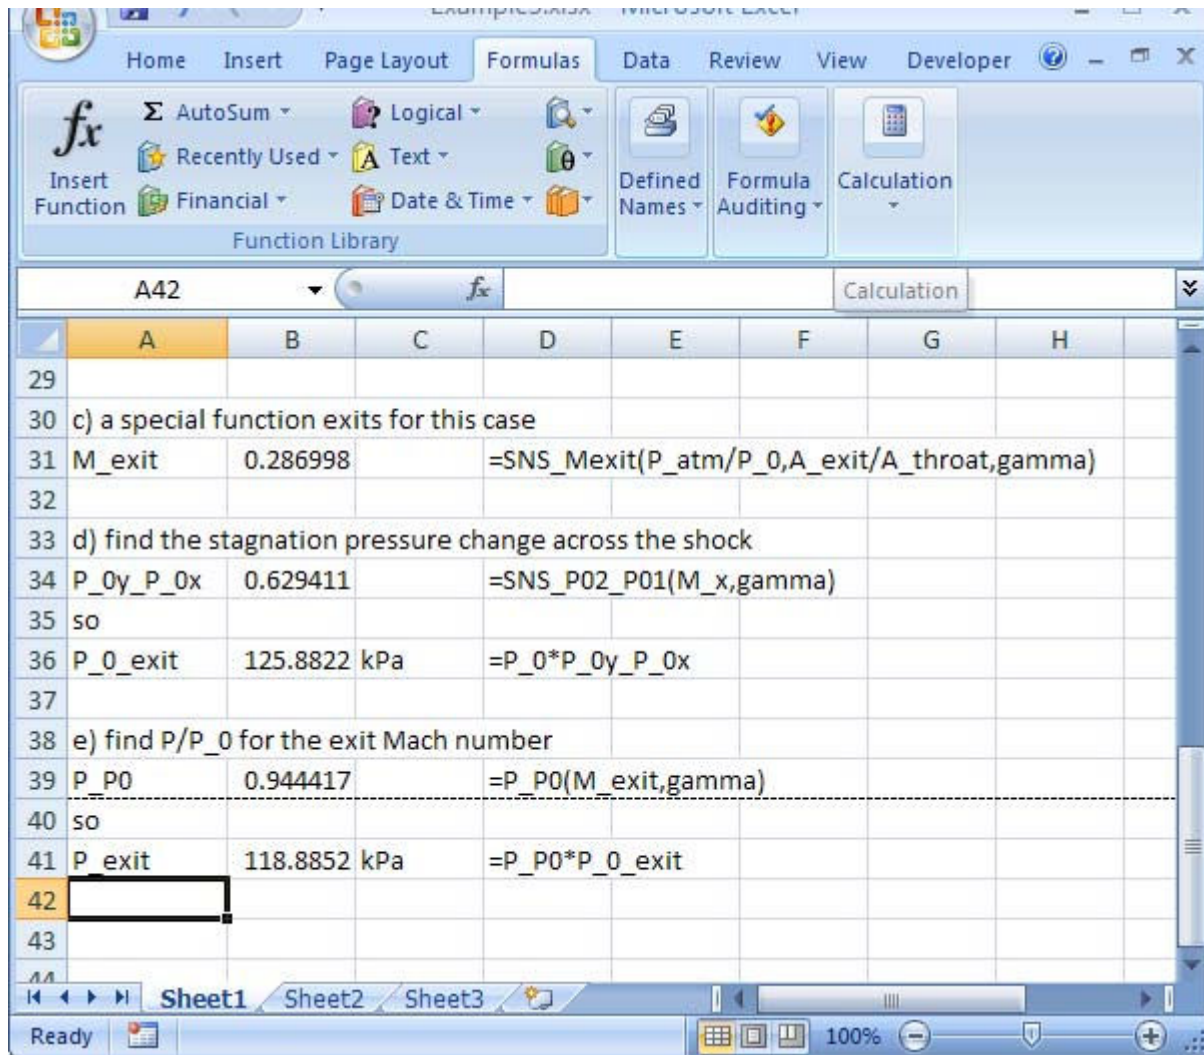 Home Insert Page Layout Formulas Data Review View Developer
Σ AutoSum Logical
Recently Used Text
Financial Date & Time
fx
Insert Function
θ
Defined Names
Formula Auditing
Calculation
Function Library
A42 fx Calculation
A B C D E F G H
29
30 c) a special function exits for this case
31 M_exit 0.286998 =SNS_Mexit(P_atm/P_0,A_exit/A_throat,gamma)
32
33 d) find the stagnation pressure change across the shock
34 P_0y_P_0x 0.629411 =SNS_P02_P01(M_x,gamma)
35 so
36 P_0_exit 125.8822 kPa =P_0*P_0y_P_0x
37
38 e) find P/P_0 for the exit Mach number
39 P_P0 0.944417 =P_P0(M_exit,gamma)
40 so
41 P_exit 118.8852 kPa =P_P0*P_0_exit
42
43
44
Sheet1 Sheet2 Sheet3
Ready 100%